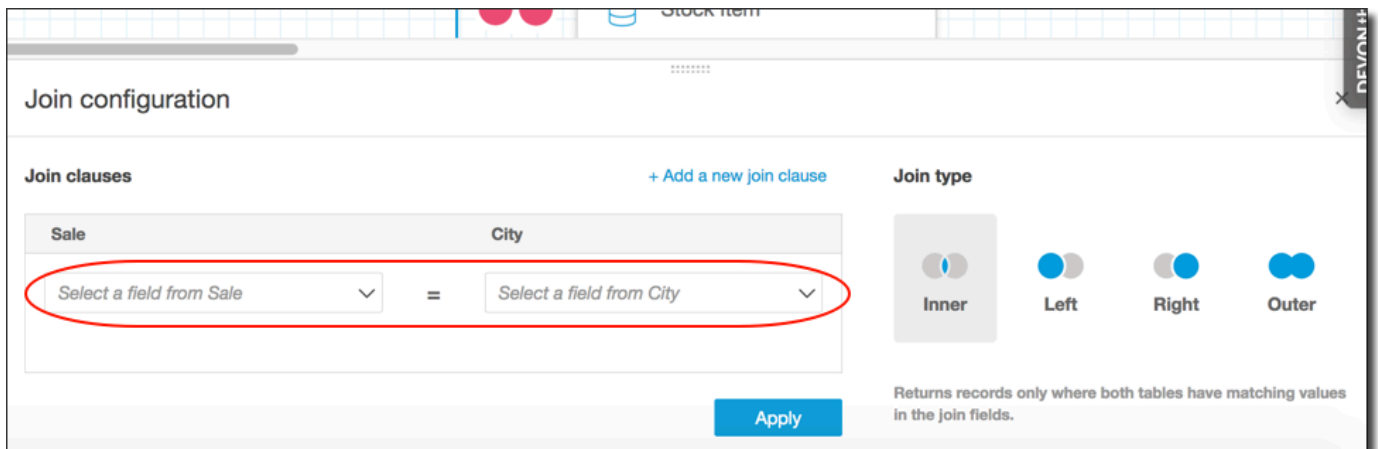 Stock Item
Join configuration
Join clauses
+ Add a new join clause
Sale
City
Select a field from Sale
=
Select a field from City
Apply
Join type
Inner
Left
Right
Outer
Returns records only where both tables have matching values
in the join fields.